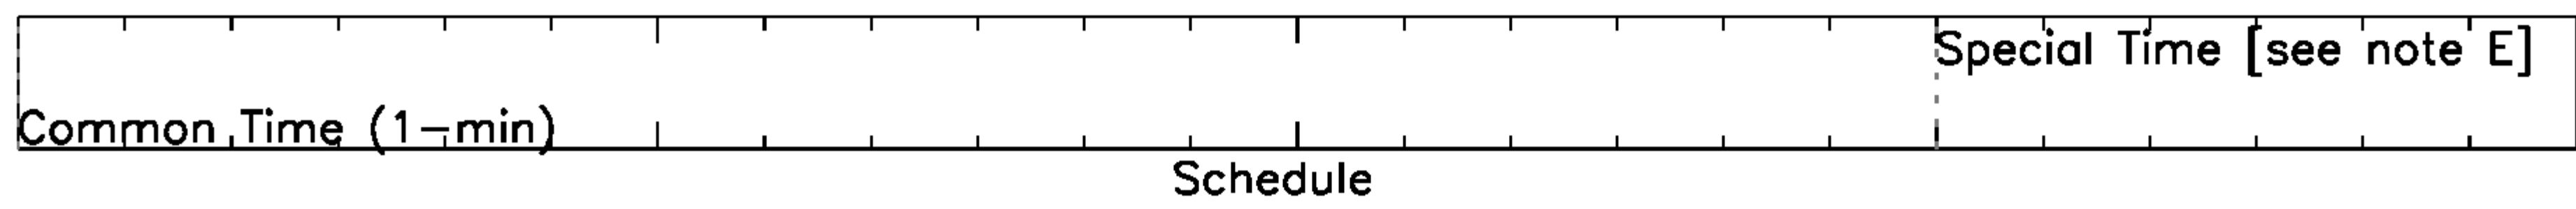 Special Time [see note E]
Common Time (1-min)
Schedule